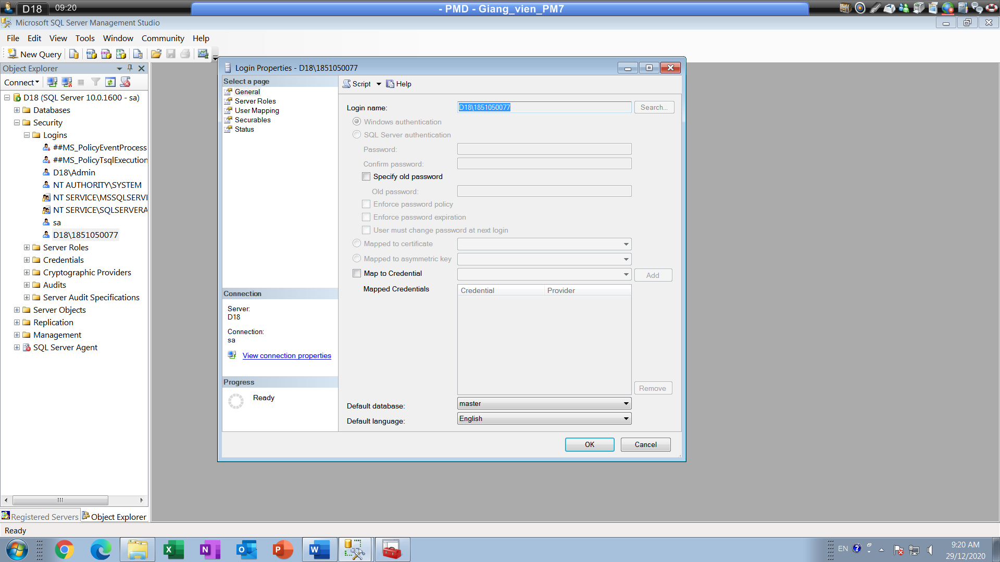 D18 09:20 - PMD - Giang_vien_PM7
Microsoft SQL Server Management Studio
File Edit View Tools Window Community Help
New Query
Object Explorer
Connect
D18 (SQL Server 10.0.1600 - sa)
Databases
Security
Logins
##MS_PolicyEventProcess
##MS_PolicyTsqlExecution
D18\Admin
NT AUTHORITY\SYSTEM
NT SERVICE\MSSQLSERVI
NT SERVICE\SQLSERVERA
sa
D18\1851050077
Server Roles
Credentials
Cryptographic Providers
Audits
Server Audit Specifications
Server Objects
Replication
Management
SQL Server Agent
Registered Servers Object Explorer
Ready
Login Properties - D18\1851050077
Select a page
General
Server Roles
User Mapping
Securables
Status
Connection
Server:
D18
Connection:
sa
View connection properties
Progress
Ready
Script Help
Login name: D18\1851050077 Search...
Windows authentication
SQL Server authentication
Password:
Confirm password:
Specify old password
Old password:
Enforce password policy
Enforce password expiration
User must change password at next login
Mapped to certificate
Mapped to asymmetric key
Map to Credential Add
Mapped Credentials Credential Provider
Remove
Default database: master
Default language: English
OK Cancel
EN 9:20 AM
29/12/2020